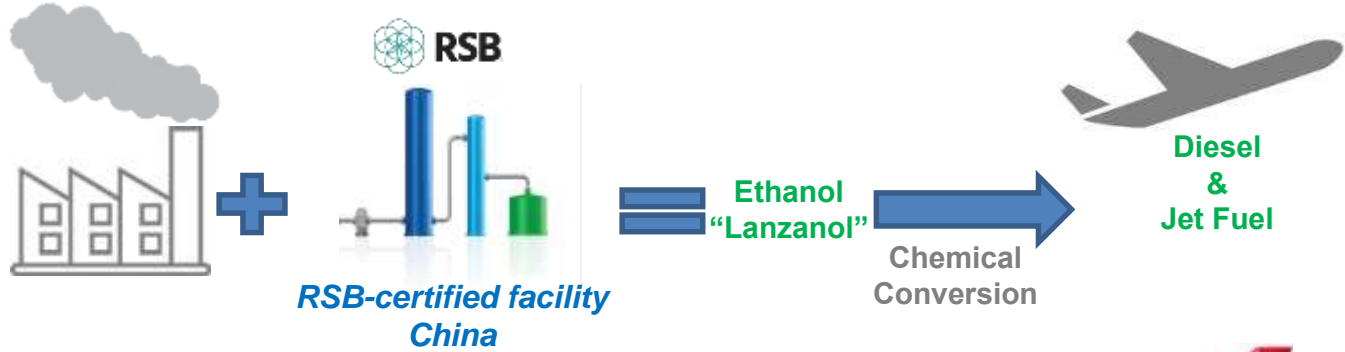 RSB
RSB-certified facility
China
Ethanol
“Lanzanol”
Chemical
Conversion
Diesel
&
Jet Fuel